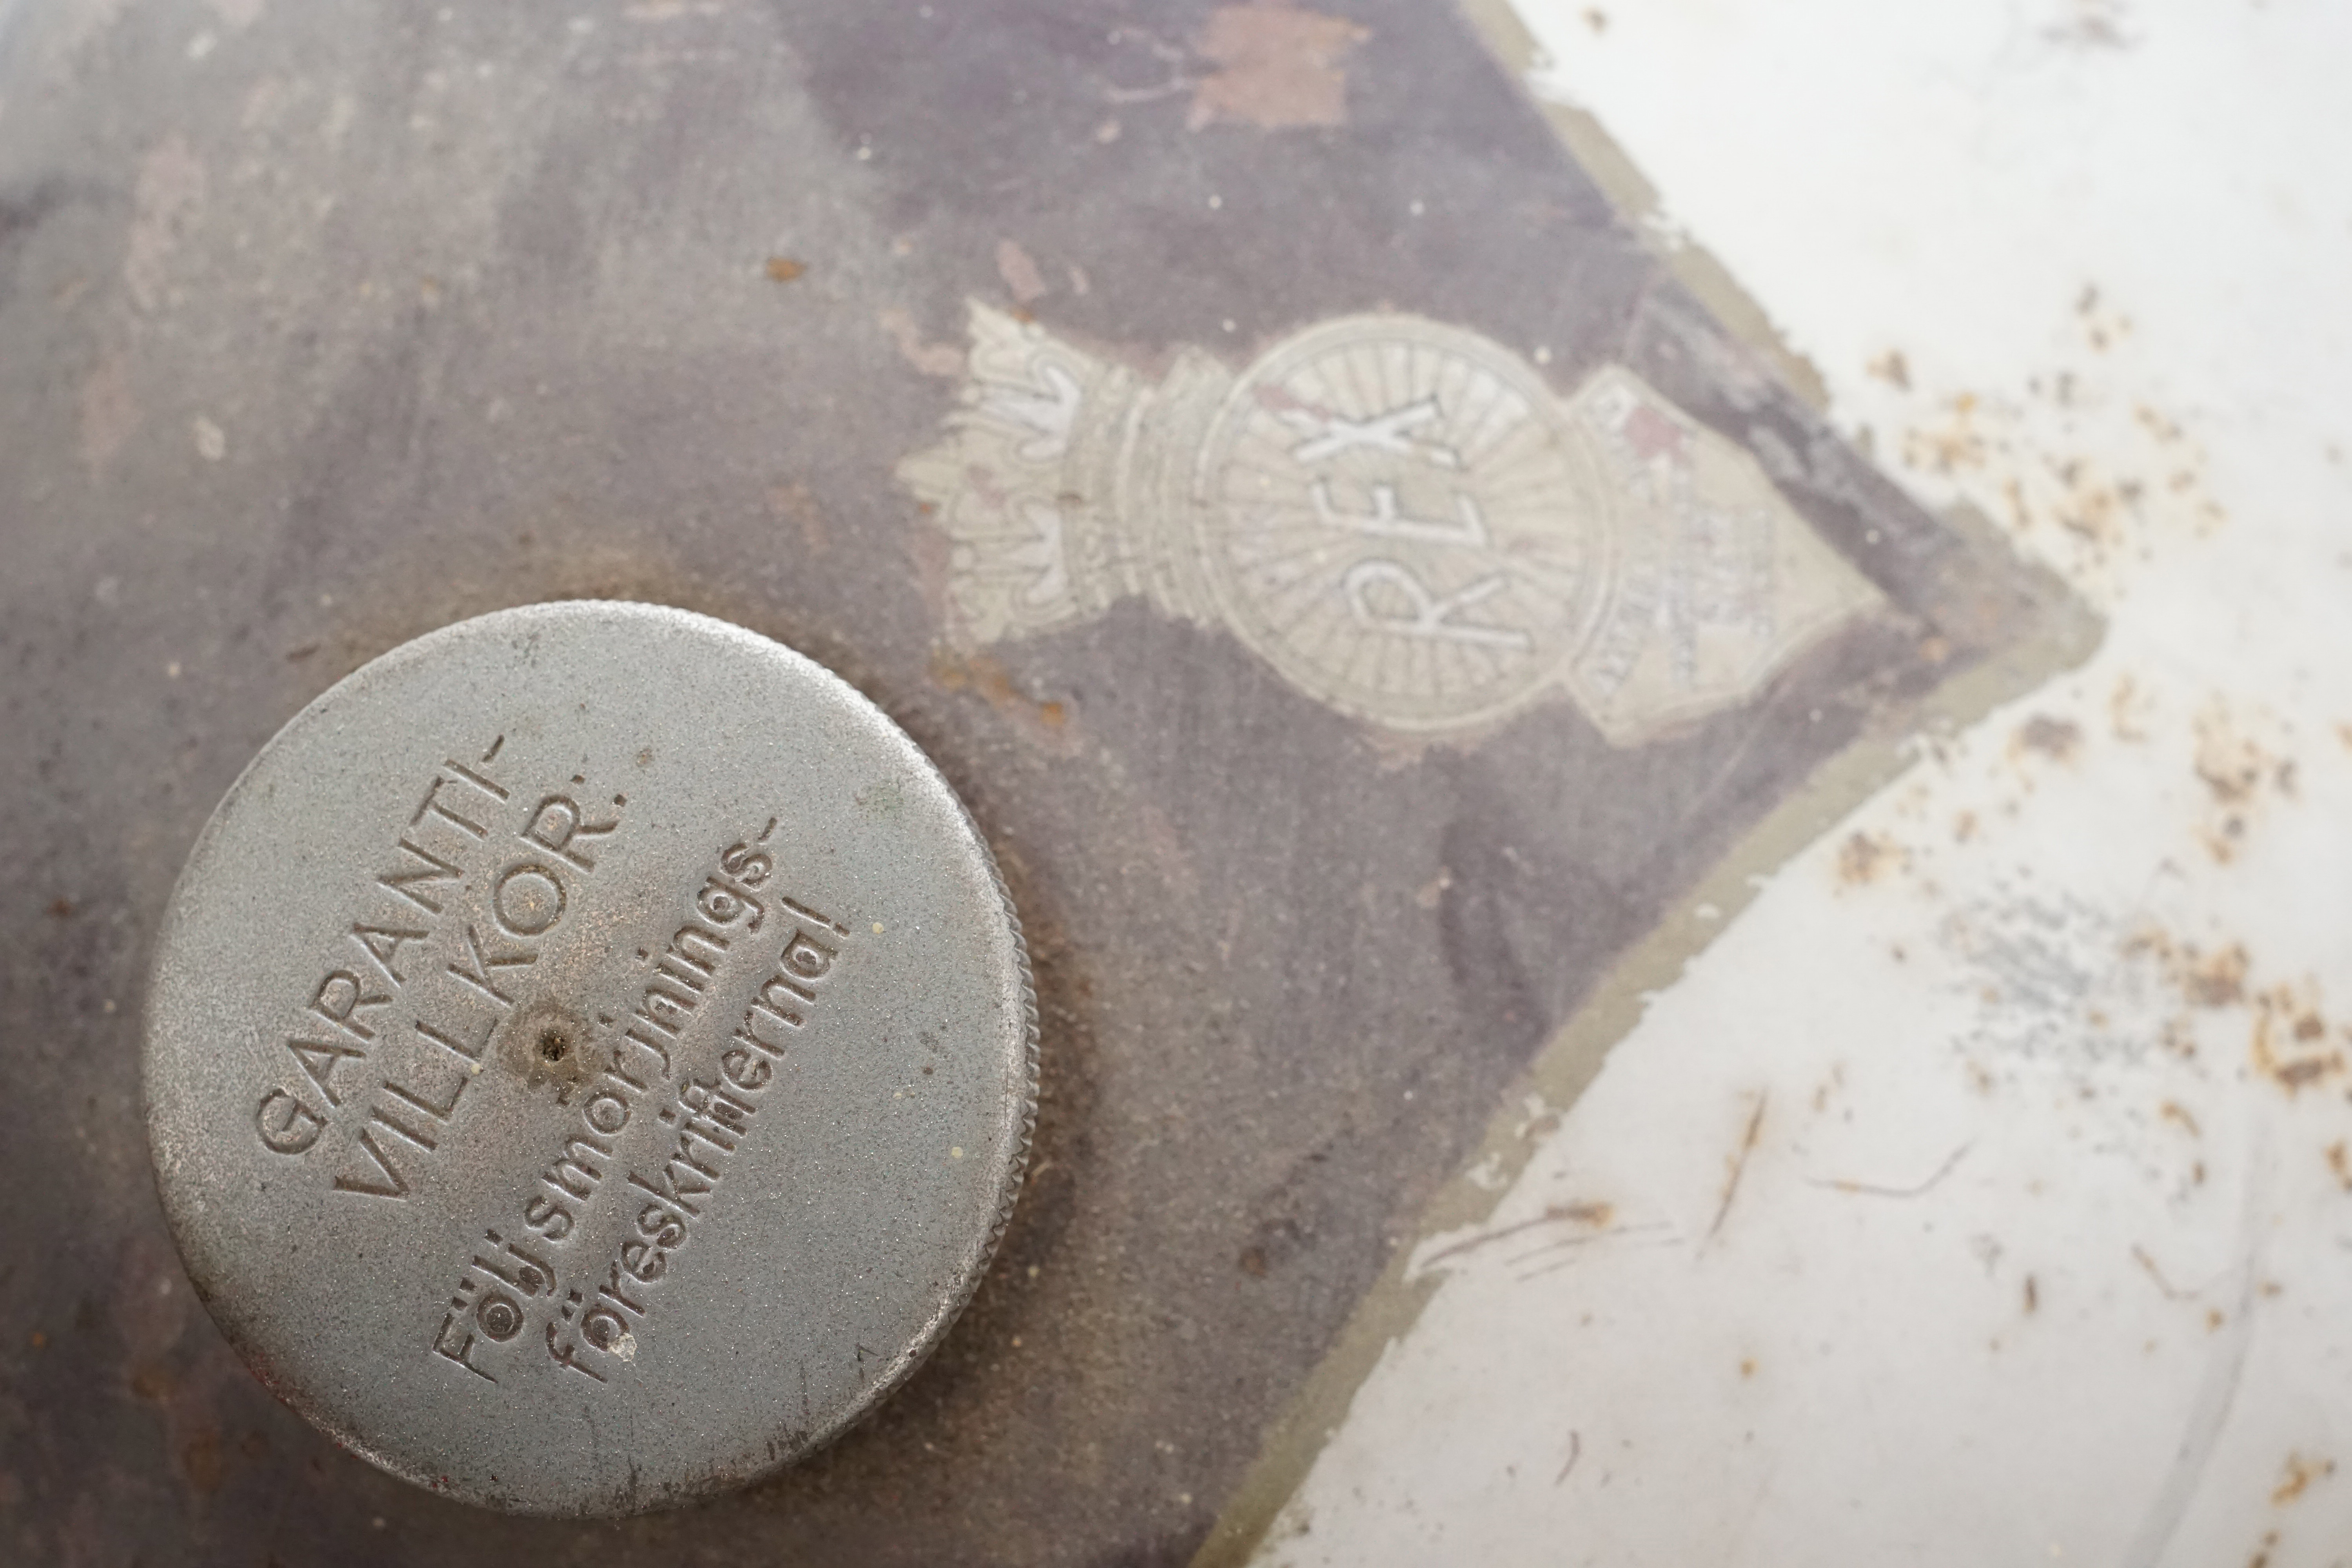 GARANTI-
VILLKOR:
Följ smörjnings-
föreskrifterna!
REX